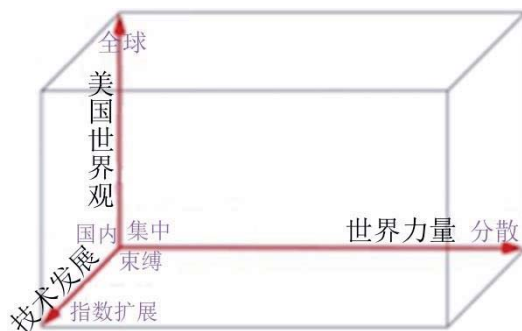 全球
美国世界观
国内
集中
世界力量
分散
束缚
技术发展
指数扩展